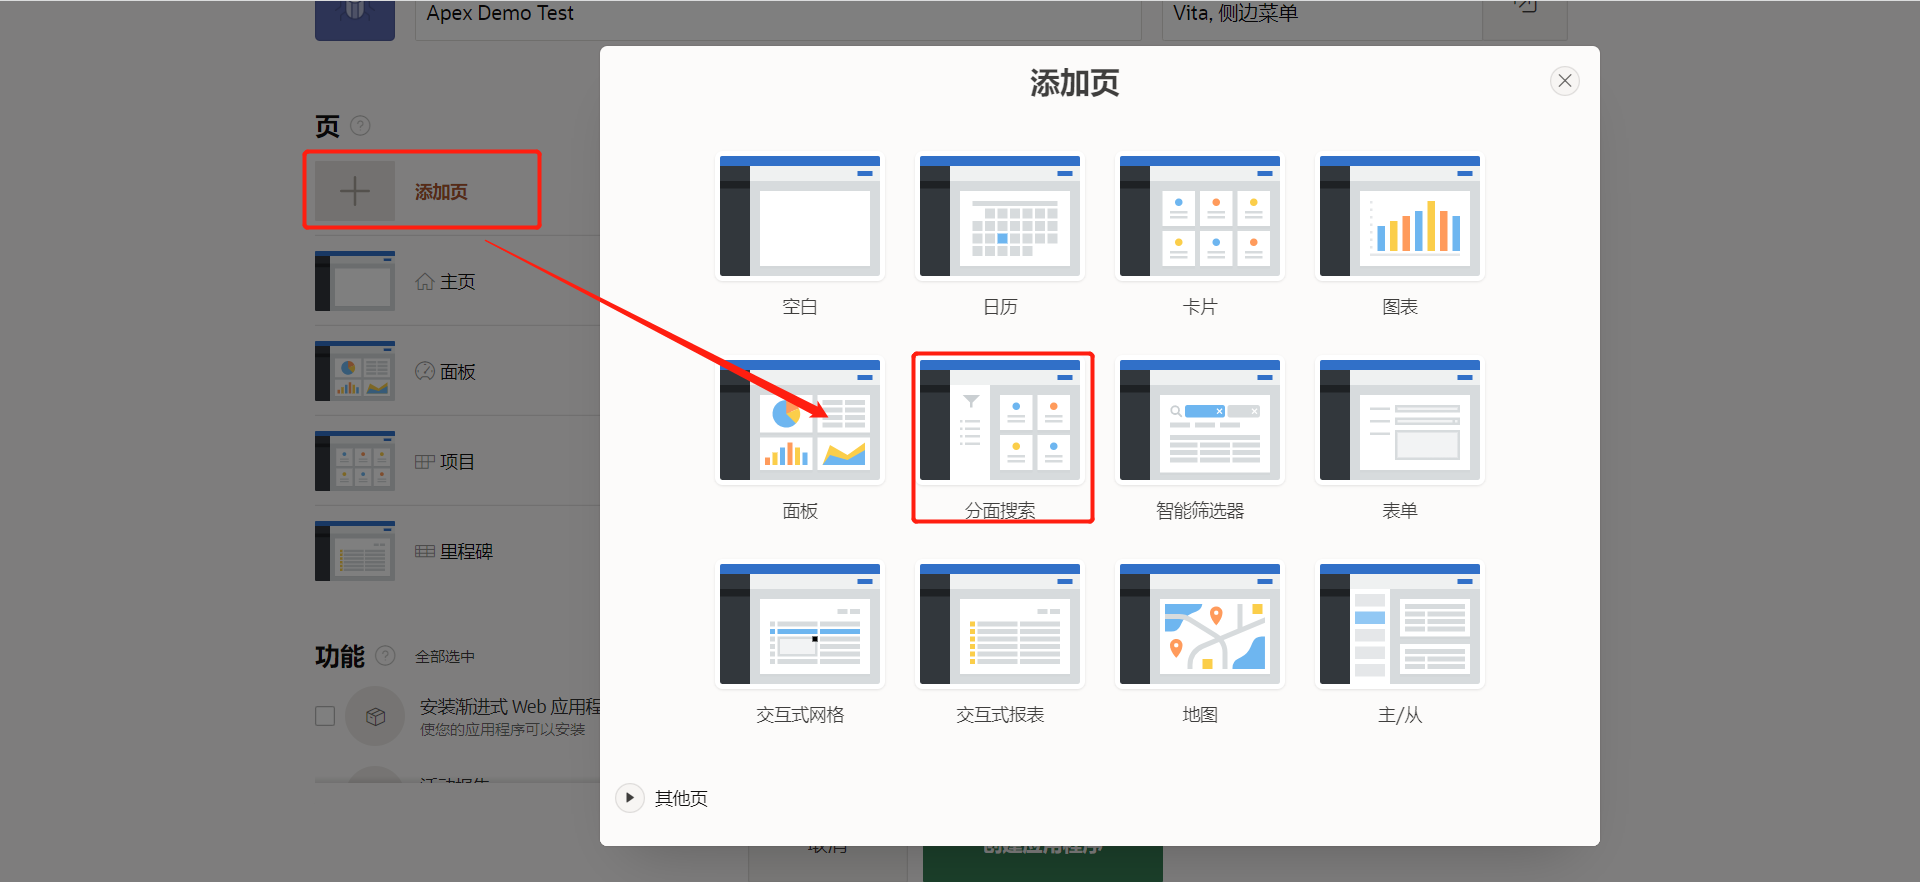 Apex Demo Test
Vita, 侧边菜单
添加页
页
添加页
主页
面板
项目
里程碑
功能
全部选中
安装渐进式 Web 应用程
使您的应用程序可以安装
空白
日历
卡片
图表
面板
分面搜索
智能筛选器
表单
交互式网格
交互式报表
地图
主/从
其他页
取消
创建应用程序